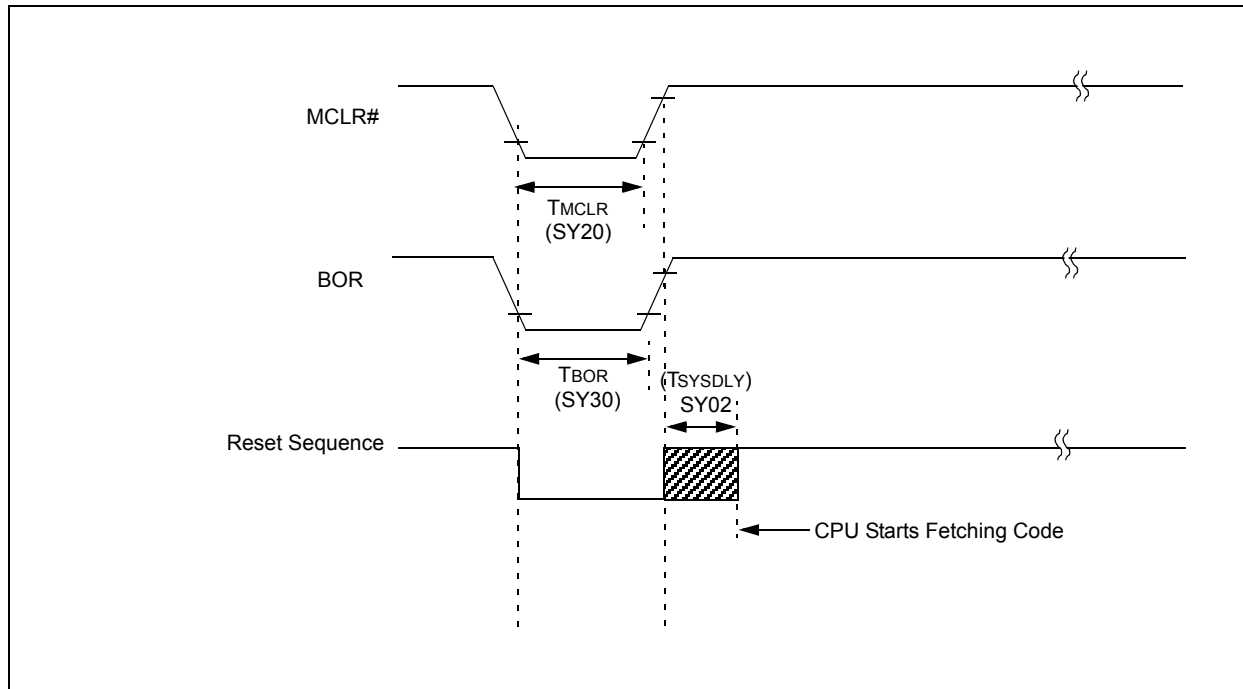 MCLR#
TMCLR
(SY20)
BOR
TBOR
(SY30)
(TSYSDLY)
SY02
Reset Sequence
CPU Starts Fetching Code